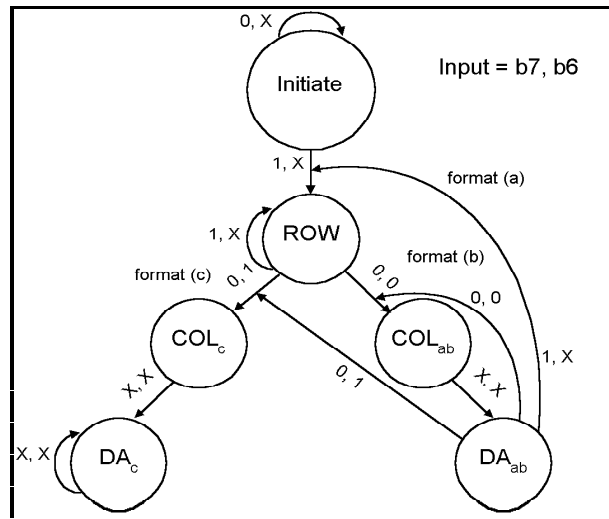 0, X
Initiate
Input = b7, b6
1, X
format (a)
1, X
ROW
format (b)
format (c)
0, 1
0, 0
0, 0
COLc
COLab
0, 1
1, X
X, X
X, X
X, X
DAc
DAab